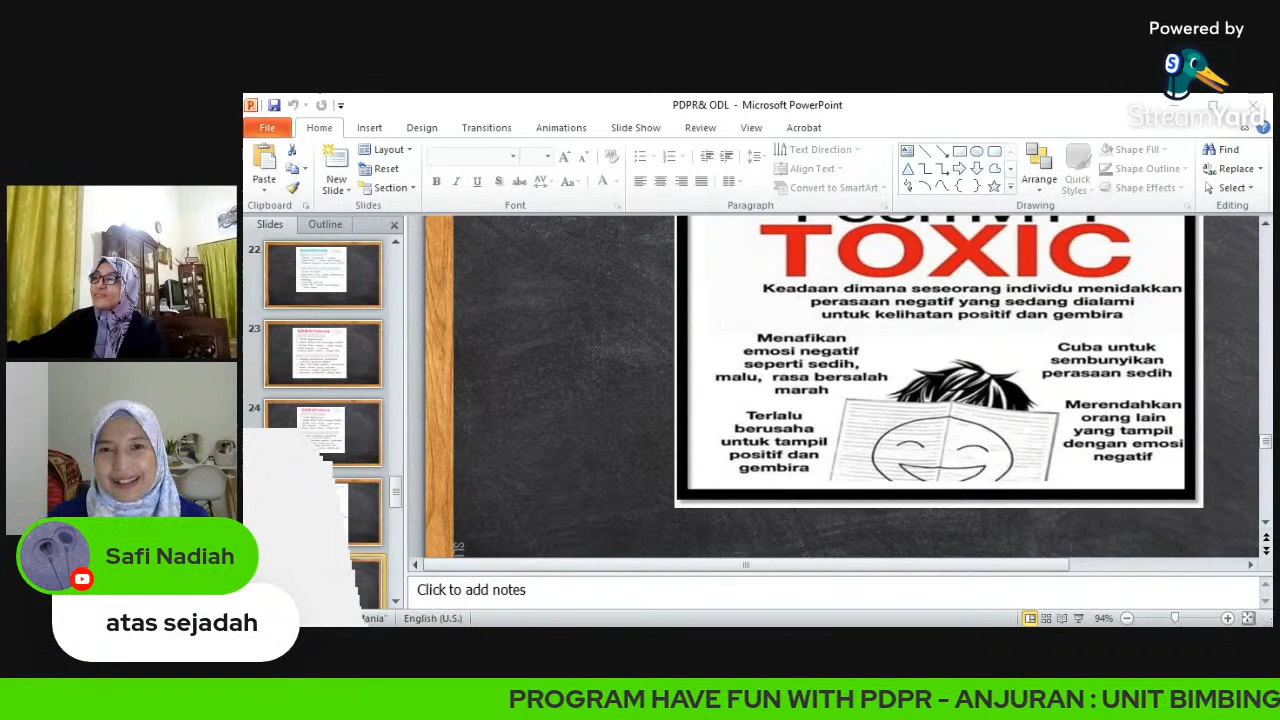 Powered by
StreamYard
PDPR& ODL - Microsoft PowerPoint
File Home Insert Design Transitions Animations Slide Show Review View Acrobat
Paste
Clipboard
New
Slide
Layout
Reset
Section
Slides
Font
Text Direction
Align Text
Convert to SmartArt
Paragraph
Arrange
Quick
Styles
Shape Fill
Shape Outline
Shape Effects
Drawing
Find
Replace
Select
Editing
Slides Outline
22
23
24
POSITIVITY
TOXIC
Keadaan dimana seseorang individu menidakkan
perasaan negatif yang sedang dialami
untuk kelihatan positif dan gembira
Menafikan
emosi negatif
seperti sedih,
malu, rasa bersalah
marah
Terlalu
berusaha
untuk tampil
positif dan
gembira
Cuba untuk
sembunyikan
perasaan sedih
Merendahkan
orang lain
yang tampil
dengan emosi
negatif
Click to add notes
English (U.S.)
94%
Safi Nadiah
atas sejadah
PROGRAM HAVE FUN WITH PDPR - ANJURAN : UNIT BIMBING